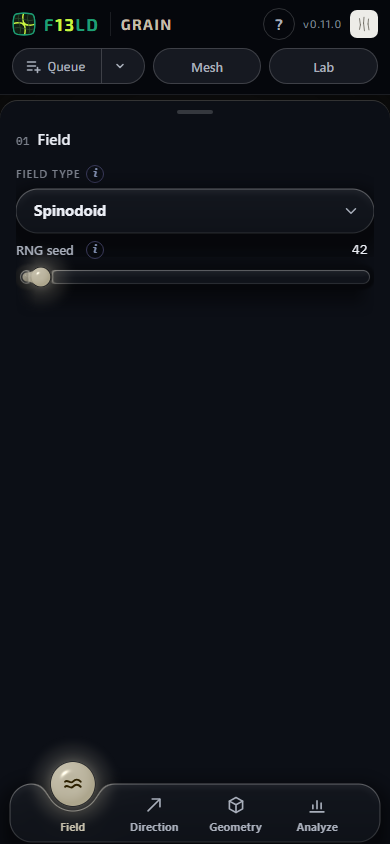 F13LD GRAIN ? v0.11.0
Queue Mesh Lab
01 Field
FIELD TYPE i
Spinodoid
RNG seed i 42
Field Direction Geometry Analyze